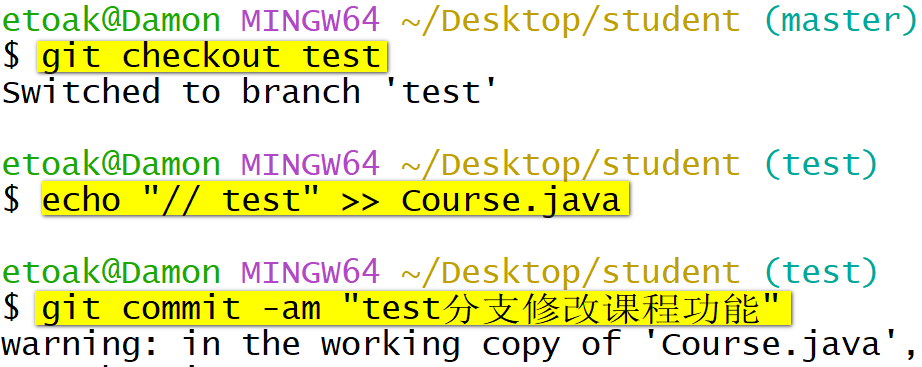 etoak@Damon MINGW64 ~/Desktop/student (master)
$ git checkout test
Switched to branch 'test'
etoak@Damon MINGW64 ~/Desktop/student (test)
$ echo "// test" >> Course.java
etoak@Damon MINGW64 ~/Desktop/student (test)
$ git commit -am "test分支修改课程功能"
warning: in the working copy of 'Course.java',